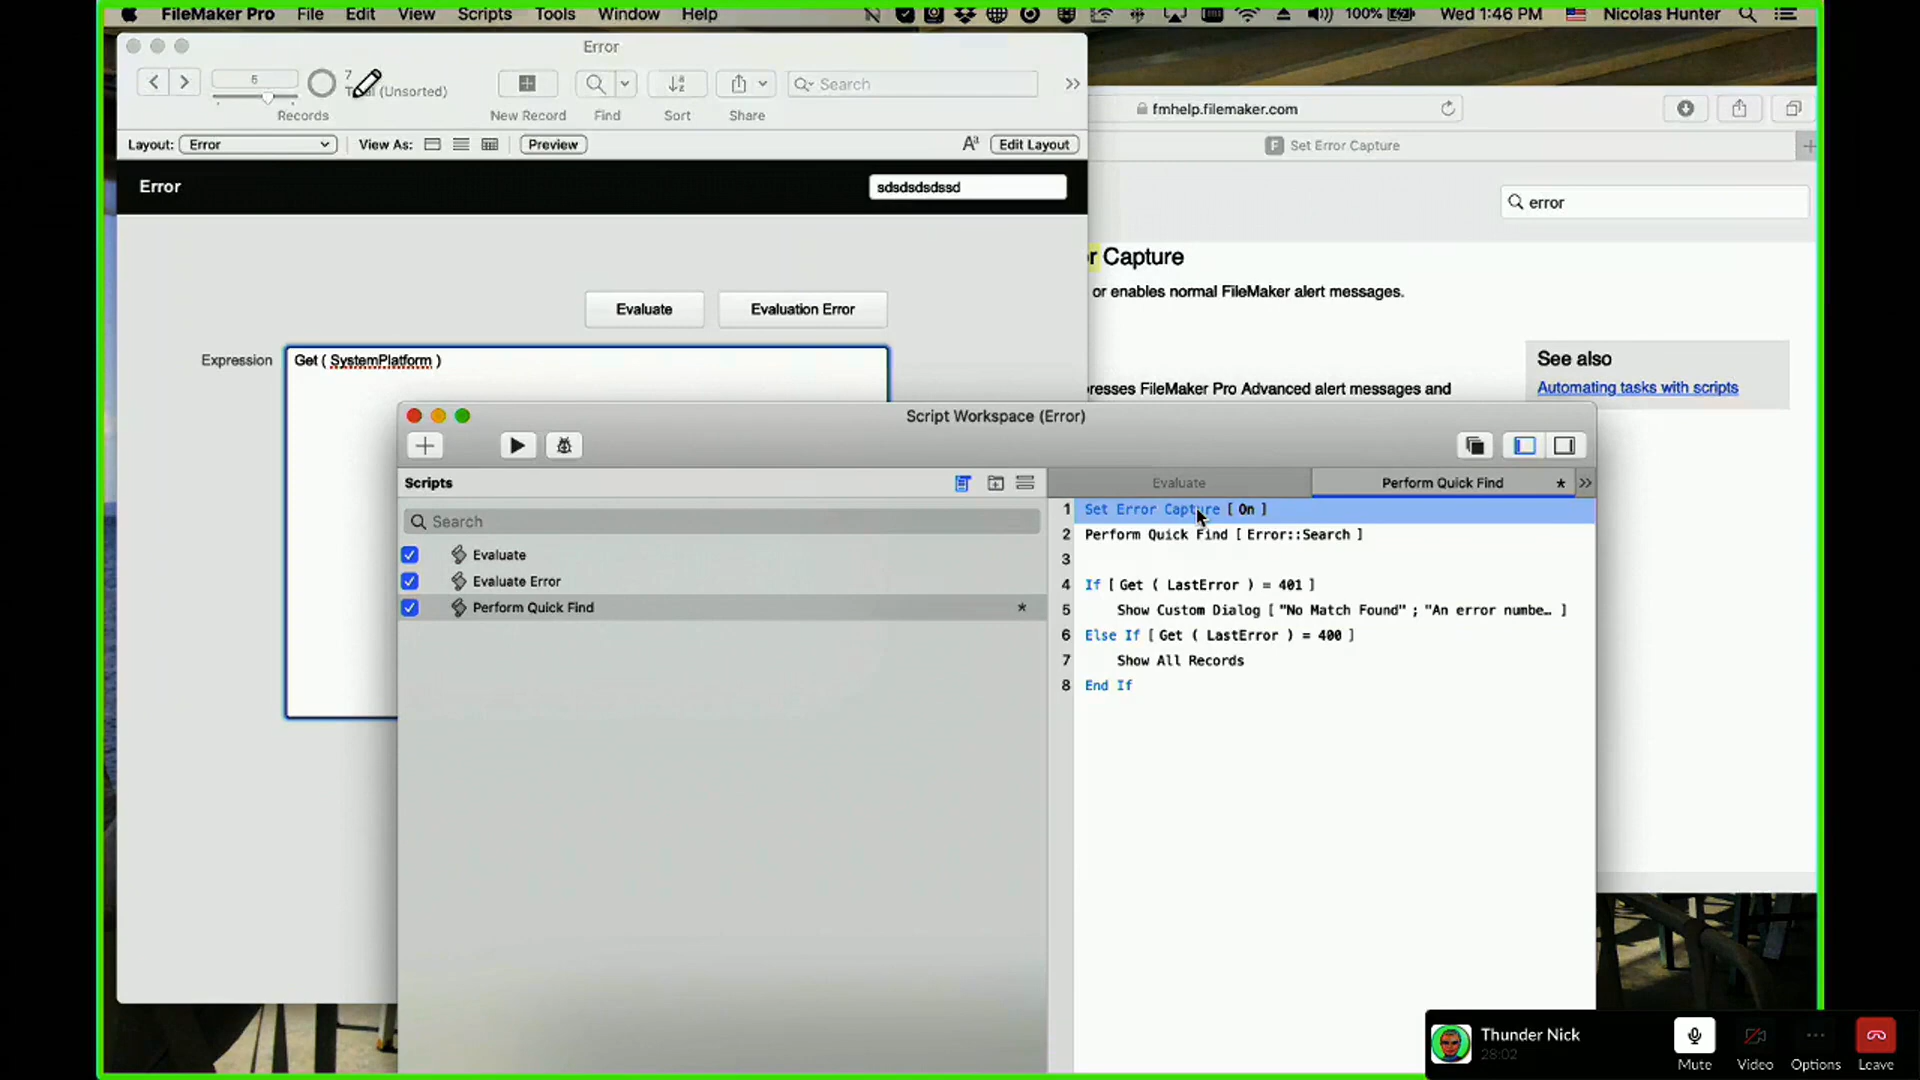 FileMaker Pro File Edit View Scripts Tools Window Help 100% Wed 1:46 PM Nicolas Hunter
Error
5
7
(Unsorted)
Search
Records
New Record
Find
Sort
Share
Layout: Error View As: Preview Aª Edit Layout
Error
sdsdsdsdssd
Evaluate
Evaluation Error
Expression
Get ( SystemPlatform )
fmhelp.filemaker.com
Set Error Capture
error
r Capture
or enables normal FileMaker alert messages.
See also
Automating tasks with scripts
resses FileMaker Pro Advanced alert messages and
Script Workspace (Error)
Scripts
Search
Evaluate
Evaluate Error
Perform Quick Find *
Evaluate
Perform Quick Find *
1 Set Error Capture [ On ]
2 Perform Quick Find [ Error::Search ]
3
4 If [ Get ( LastError ) = 401 ]
5 Show Custom Dialog [ "No Match Found" ; "An error numbe… ]
6 Else If [ Get ( LastError ) = 400 ]
7 Show All Records
8 End If
Thunder Nick
28:02
Mute
Video
Options
Leave